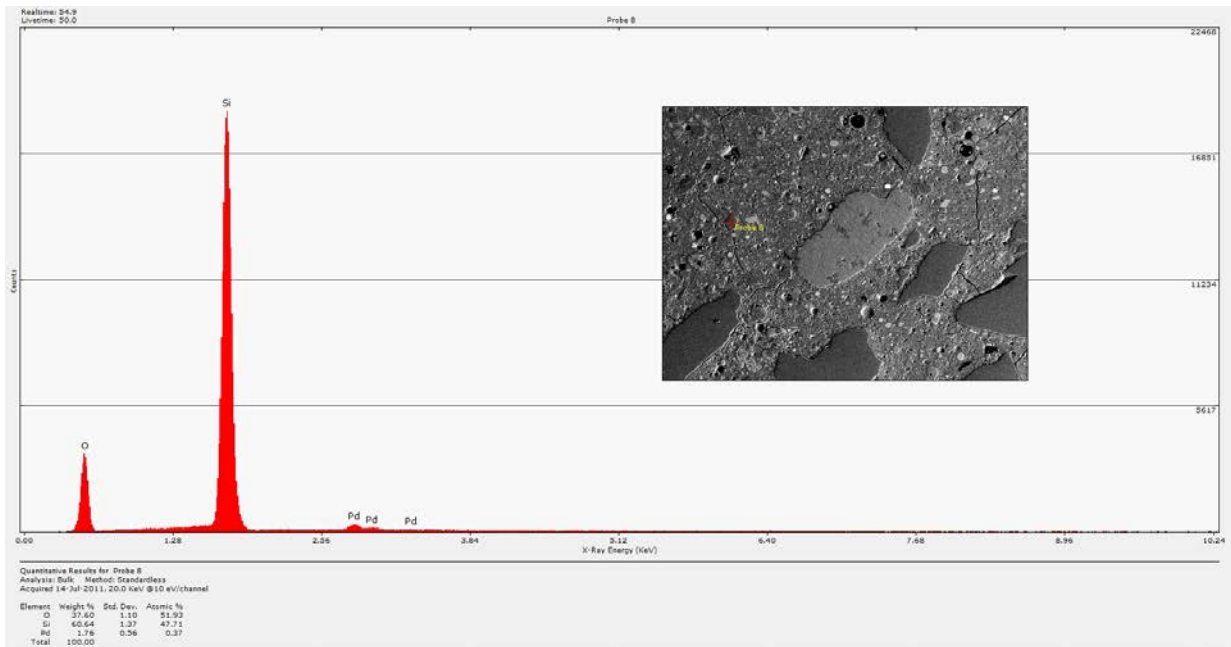 Realtime: 54.9
Livetime: 50.0
Probe 8
22468
Si
16851
Probe 8
11234
Counts
5617
O
Pd
Pd
Pd
0.00 1.28 2.56 3.84 5.12 6.40 7.68 8.96 10.24
X-Ray Energy (KeV)
Quantitative Results for Probe 8
Analysis: Bulk Method: Standardless
Acquired 14-Jul-2011, 20.0 KeV @10 eV/channel
Element Weight % Std. Dev. Atomic %
O 37.60 1.10 51.93
Si 60.64 1.37 47.71
Pd 1.76 0.56 0.37
Total 100.00